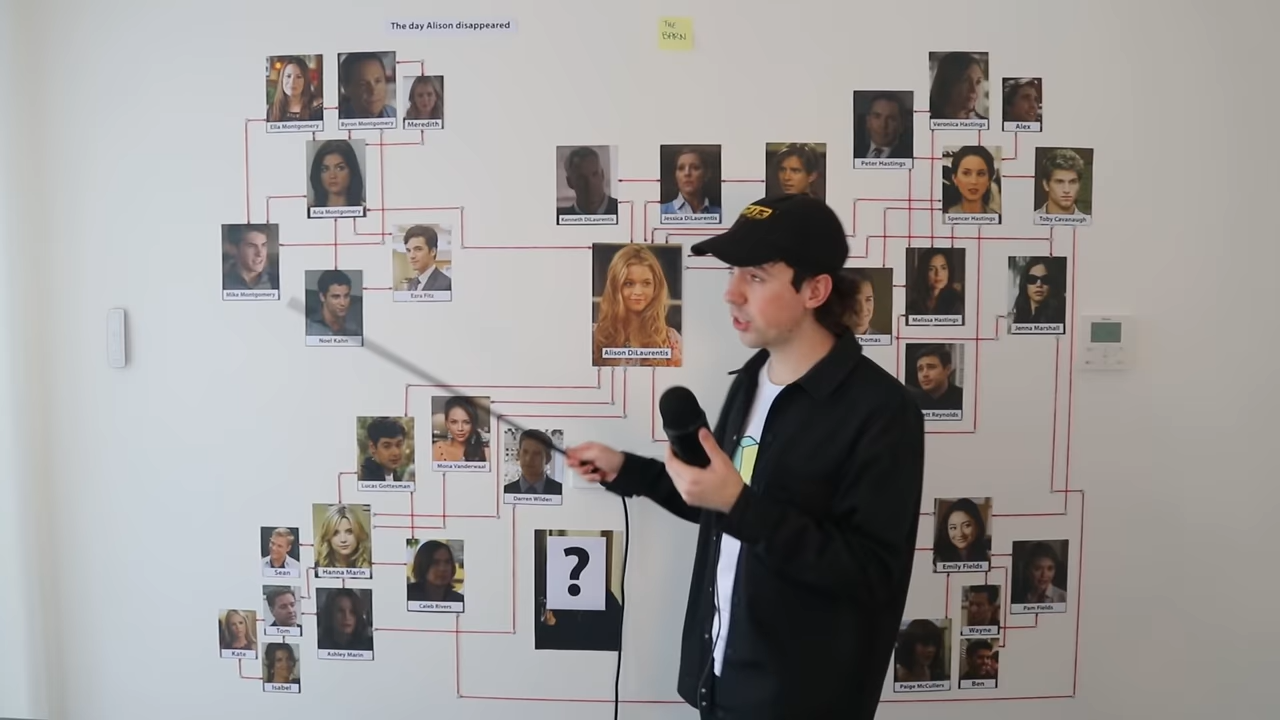 The day Alison disappeared
THE
BARN
Ella Montgomery
Byron Montgomery
Meredith
Aria Montgomery
Mike Montgomery
Noel Kahn
Ezra Fitz
Kenneth DiLaurentis
Jessica DiLaurentis
Alison DiLaurentis
Peter Hastings
Veronica Hastings
Alex
Spencer Hastings
Toby Cavanaugh
Melissa Hastings
Jenna Marshall
Thomas
Reynolds
Lucas Gottesman
Mona Vanderwaal
Darren Wilden
Sean
Hanna Marin
Caleb Rivers
Tom
Kate
Ashley Marin
Isabel
?
Emily Fields
Pam Fields
Wayne
Paige McCullers
Ben